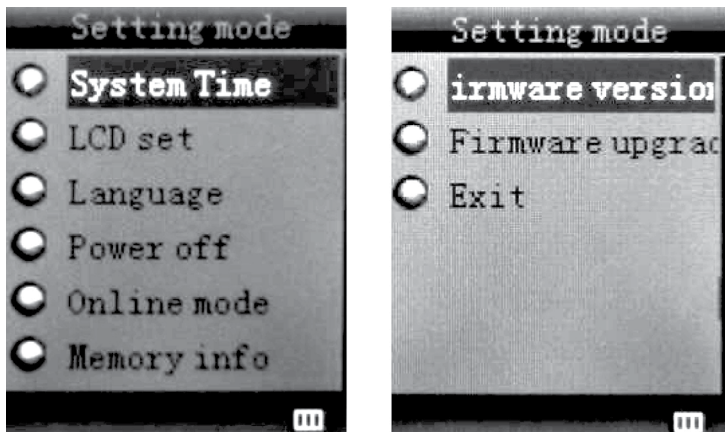 Setting mode
System Time
LCD set
Language
Power off
Online mode
Memory info
Setting mode
irmware version
Firmware upgrad
Exit